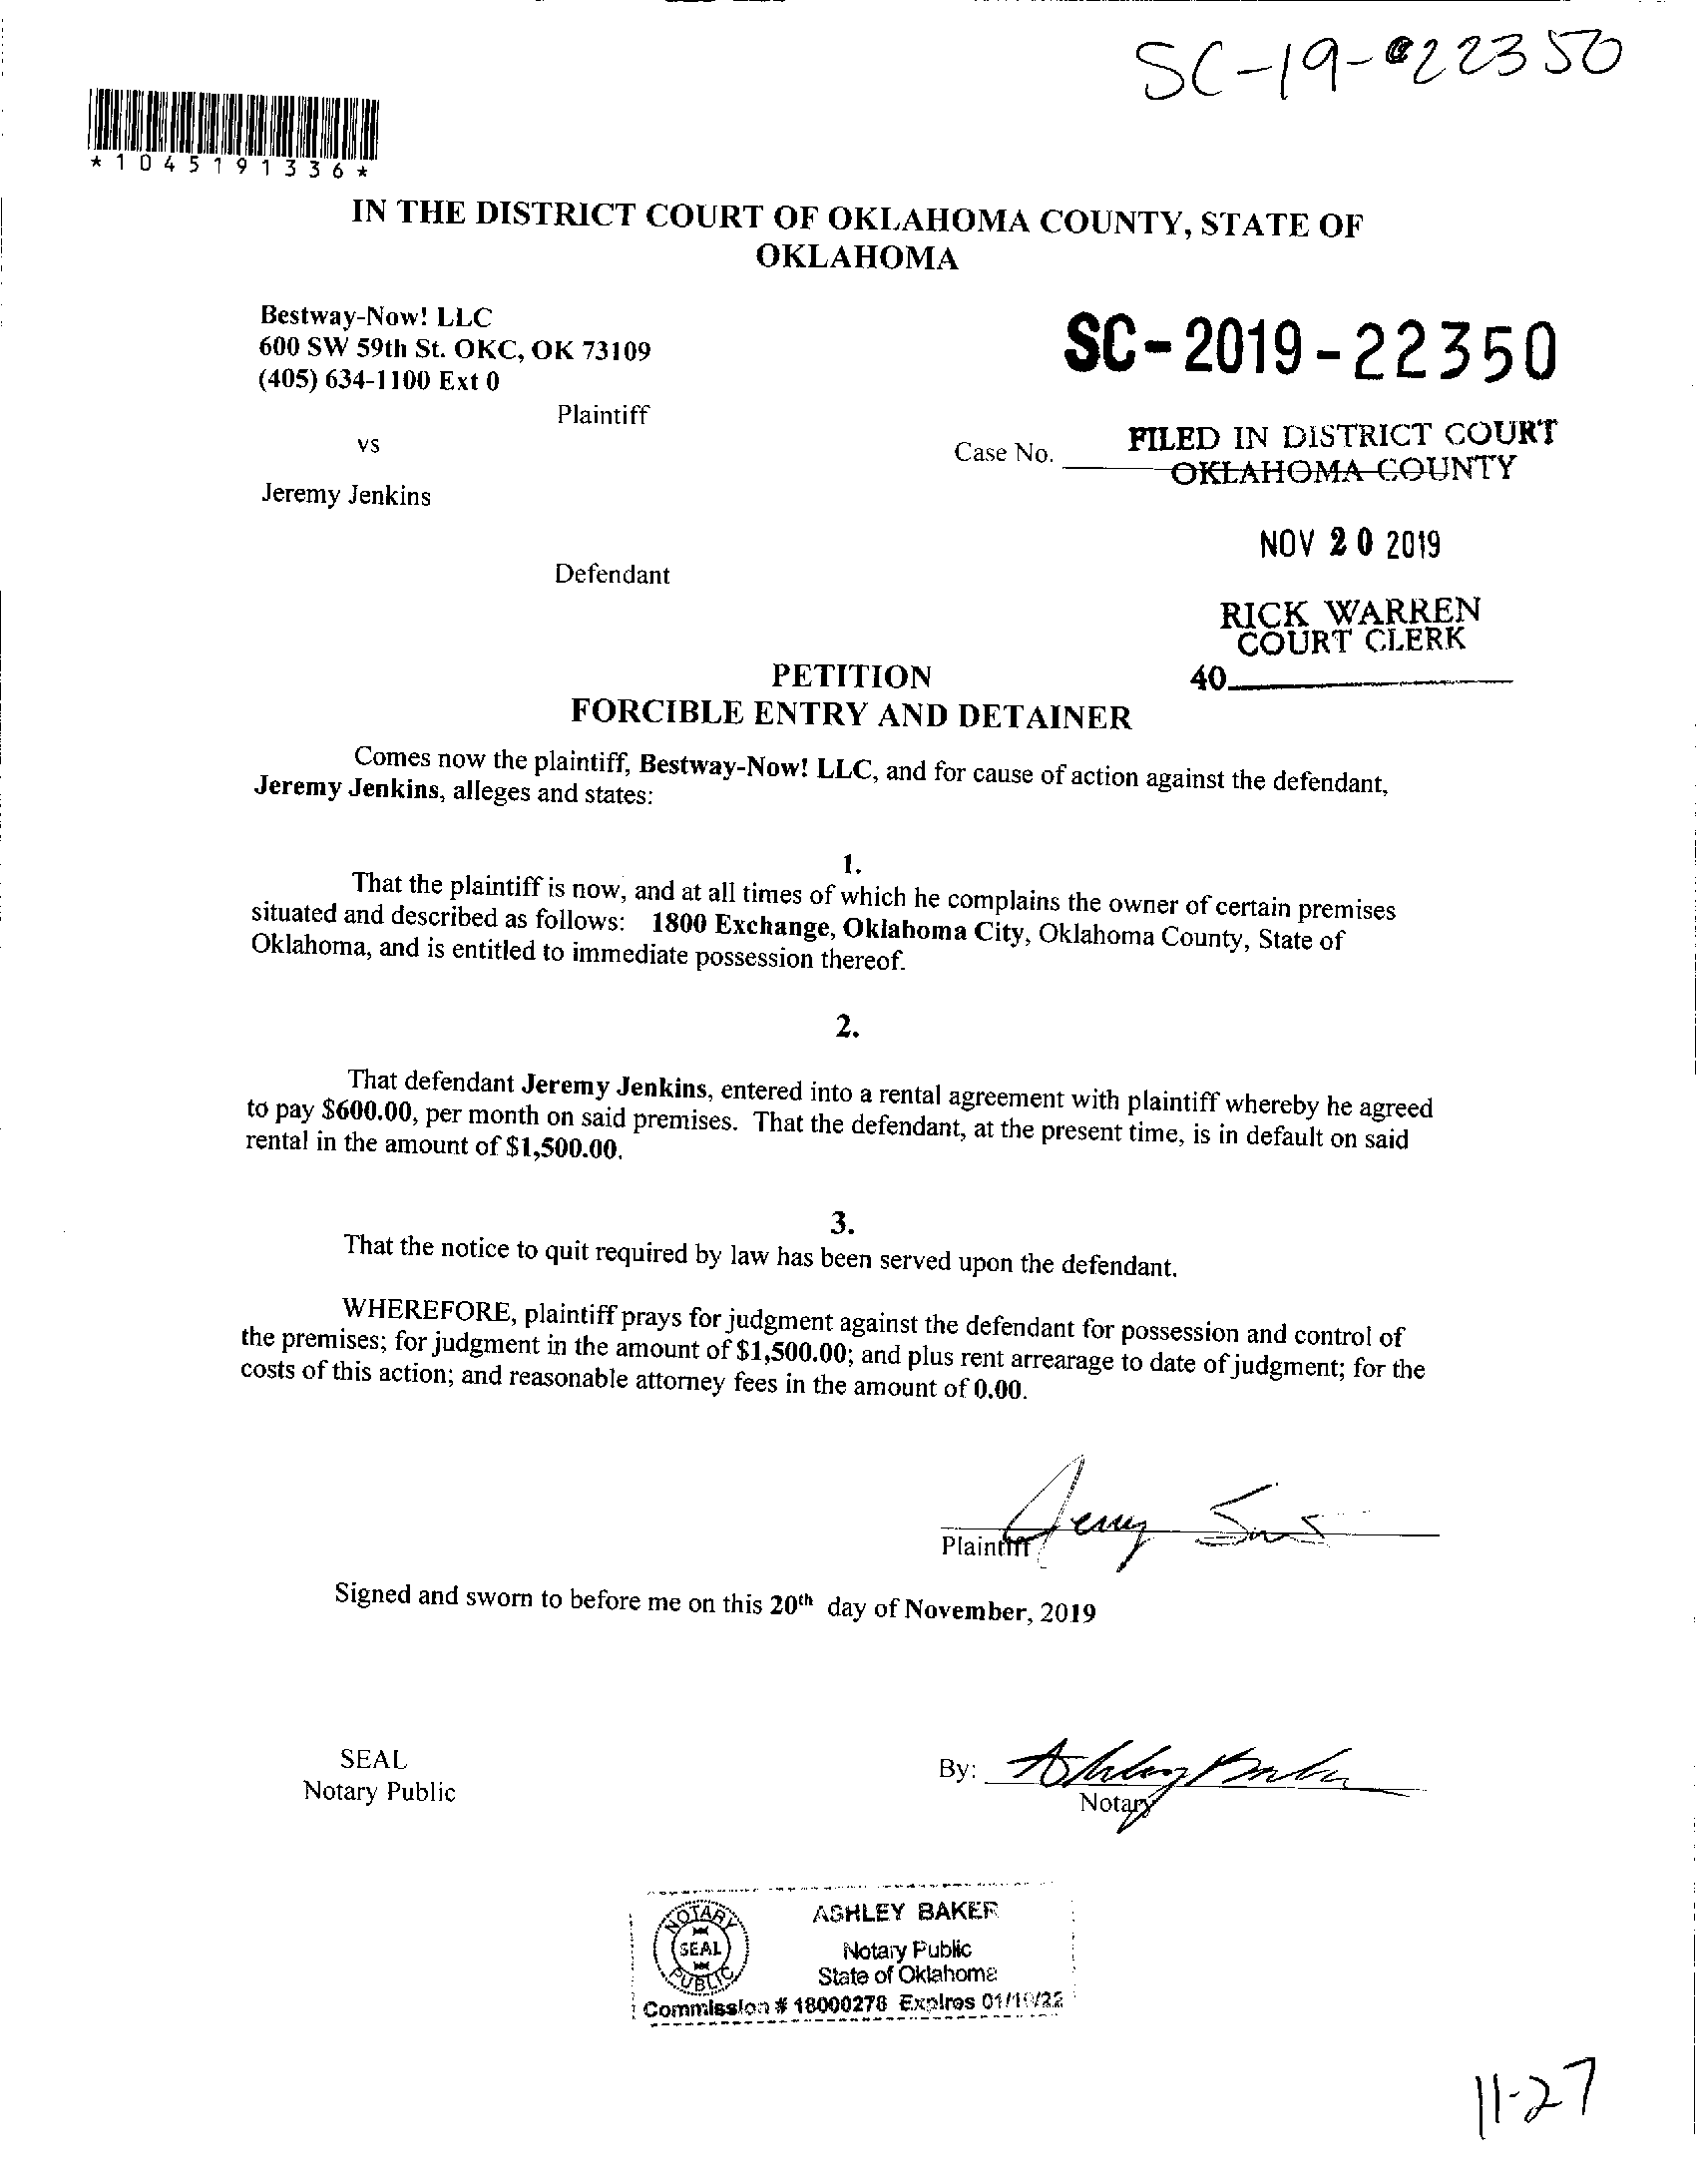 SC-19-22350
*1045191336*
IN THE DISTRICT COURT OF OKLAHOMA COUNTY, STATE OF
OKLAHOMA
Bestway-Now! LLC
600 SW 59th St. OKC, OK 73109
(405) 634-1100 Ext 0
SC-2019-22350
Plaintiff
vs
Case No.
FILED IN DISTRICT COURT
OKLAHOMA COUNTY
Jeremy Jenkins
NOV 20 2019
Defendant
RICK WARREN
COURT CLERK
40
PETITION
FORCIBLE ENTRY AND DETAINER
Comes now the plaintiff, Bestway-Now! LLC, and for cause of action against the defendant,
Jeremy Jenkins, alleges and states:
1.
That the plaintiff is now, and at all times of which he complains the owner of certain premises
situated and described as follows: 1800 Exchange, Oklahoma City, Oklahoma County, State of
Oklahoma, and is entitled to immediate possession thereof.
2.
That defendant Jeremy Jenkins, entered into a rental agreement with plaintiff whereby he agreed
to pay $600.00, per month on said premises. That the defendant, at the present time, is in default on said
rental in the amount of $1,500.00.
3.
That the notice to quit required by law has been served upon the defendant.
WHEREFORE, plaintiff prays for judgment against the defendant for possession and control of
the premises; for judgment in the amount of $1,500.00; and plus rent arrearage to date of judgment; for the
costs of this action; and reasonable attorney fees in the amount of 0.00.
Jerry
Plaintiff
Signed and sworn to before me on this 20th day of November, 2019
SEAL
Notary Public
By: Ashley Baker
Notary
NOTARY
SEAL
PUBLIC
ASHLEY BAKER
Notary Public
State of Oklahoma
Commission # 18000278 Expires 01/10/22
11-27